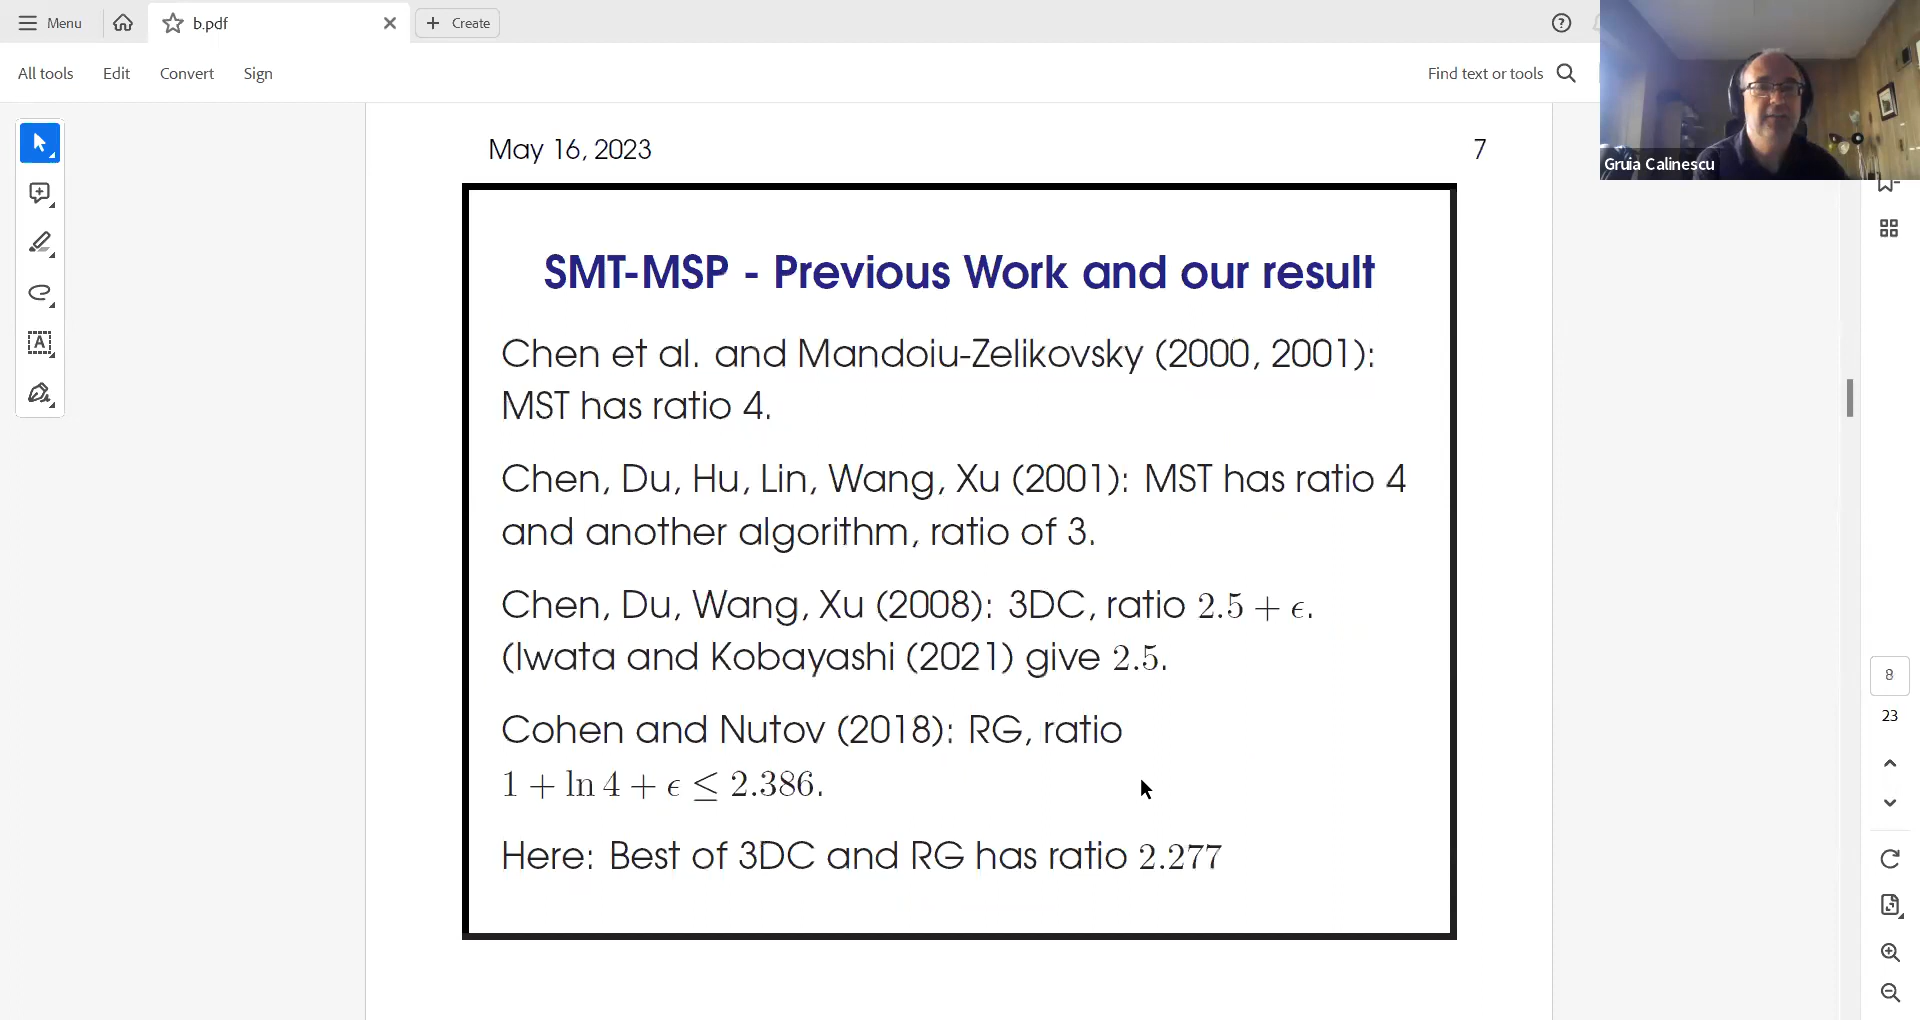 Menu
b.pdf
Create
All tools
Edit
Convert
Sign
Find text or tools
Gruia Calinescu
May 16, 2023
7
SMT-MSP - Previous Work and our result
Chen et al. and Mandoiu-Zelikovsky (2000, 2001):
MST has ratio 4.
Chen, Du, Hu, Lin, Wang, Xu (2001): MST has ratio 4
and another algorithm, ratio of 3.
Chen, Du, Wang, Xu (2008): 3DC, ratio 2.5 + ϵ.
(Iwata and Kobayashi (2021) give 2.5.
Cohen and Nutov (2018): RG, ratio
1 + ln 4 + ϵ ≤ 2.386.
Here: Best of 3DC and RG has ratio 2.277
8
23